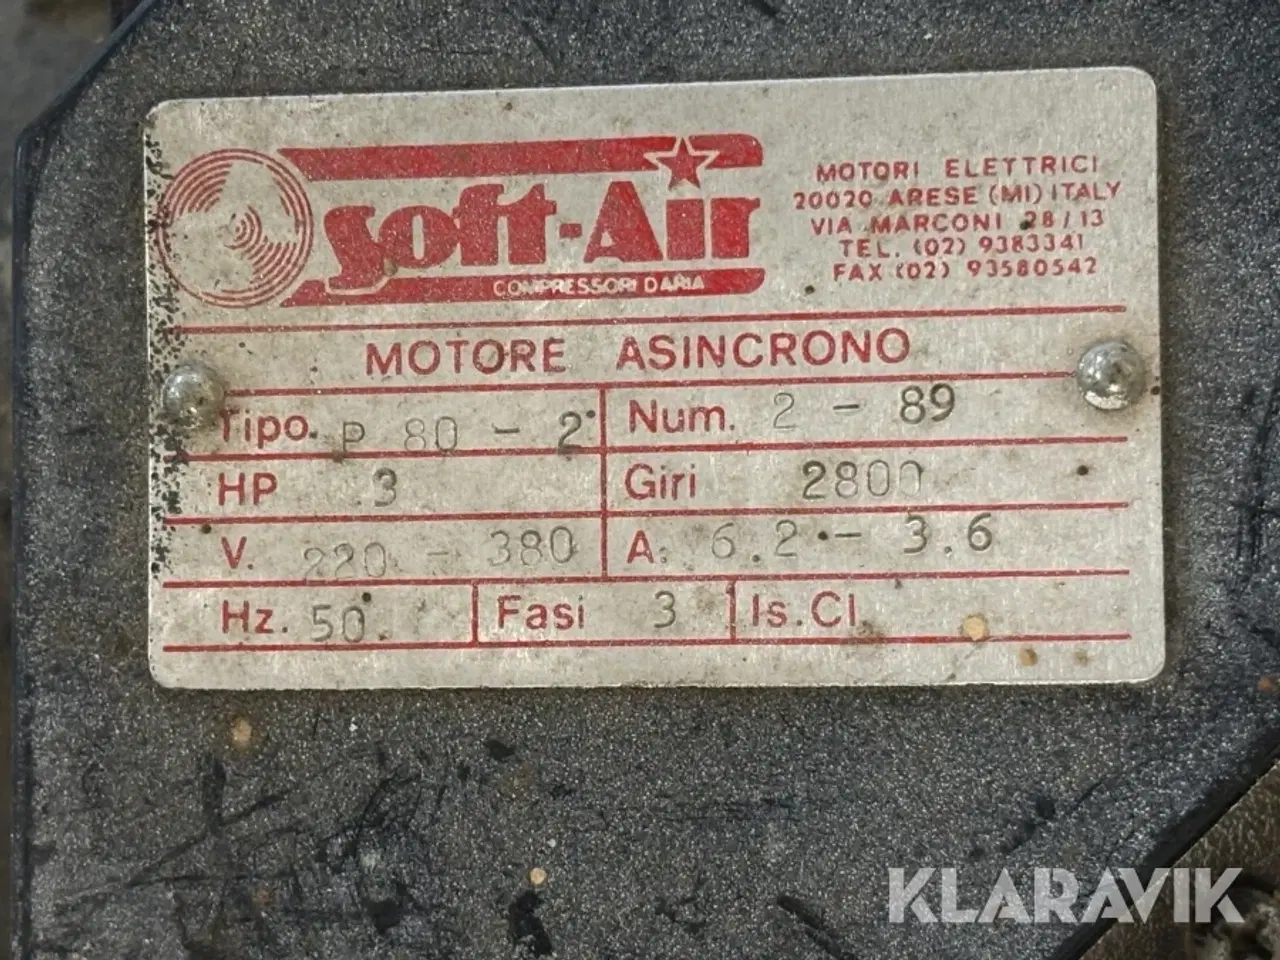 Soft-Air
COMPRESSORI D'ARIA
MOTORI ELETTRICI
20020 ARESE (MI) ITALY
VIA MARCONI 28/13
TEL. (02) 9383341
FAX (02) 93580542
MOTORE ASINCRONO
Tipo. P 80 - 2 Num. 2 - 89
HP 3 Giri 2800
V. 220 - 380 A. 6.2 - 3.6
Hz. 50. Fasi 3 Is.Cl.
KLARAVIK